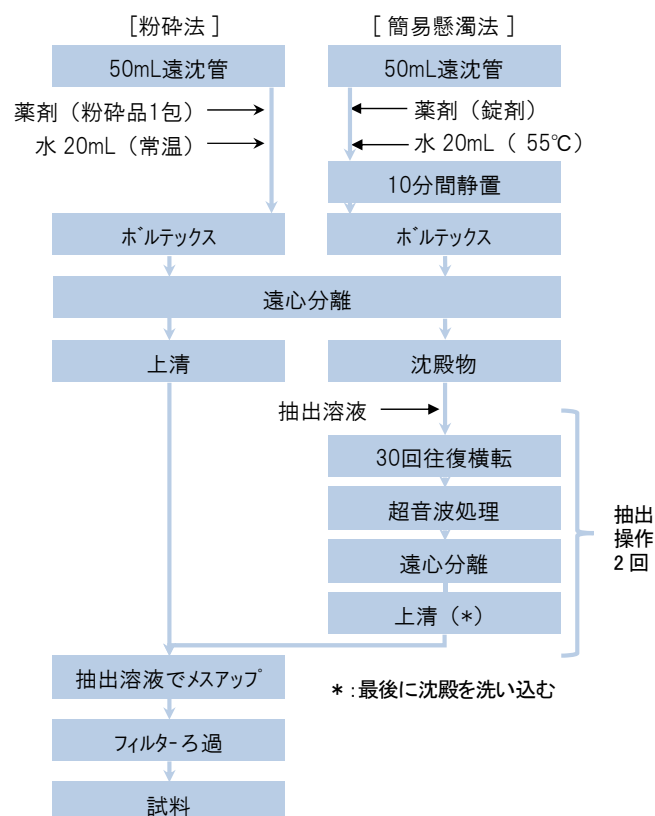 [粉砕法]
[ 簡易懸濁法 ]
50mL遠沈管
50mL遠沈管
薬剤（粉砕品1包）
薬剤（錠剤）
水 20mL（常温）
水 20mL（ 55℃）
10分間静置
ボルテックス
ボルテックス
遠心分離
上清
沈殿物
抽出溶液
30回往復横転
超音波処理
遠心分離
上清（*）
抽出
操作
2 回
抽出溶液でメスアップ
*：最後に沈殿を洗い込む
フィルターろ過
試料